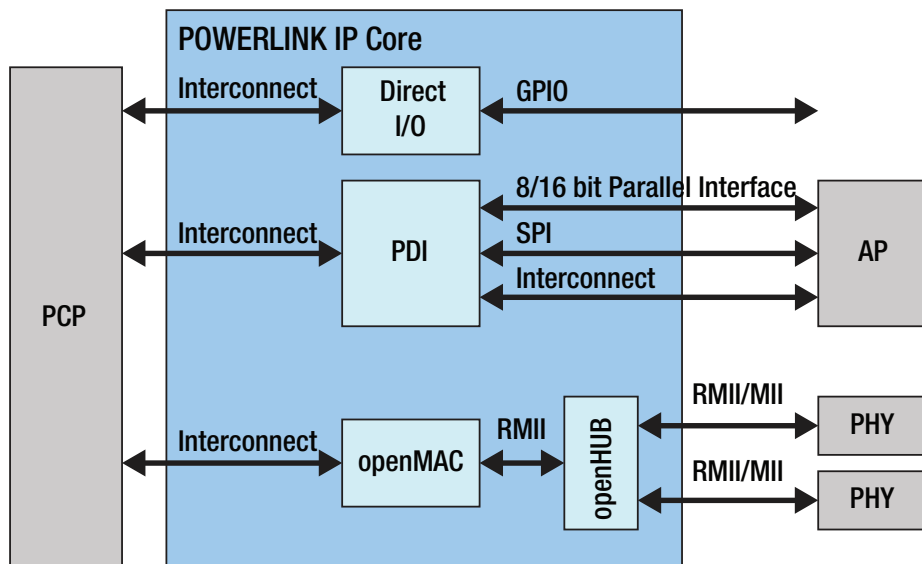 POWERLINK IP Core
Interconnect
Direct
I/O
GPIO
8/16 bit Parallel Interface
Interconnect
PDI
SPI
Interconnect
AP
PCP
RMII/MII
PHY
Interconnect
openMAC
RMII
openHUB
RMII/MII
PHY